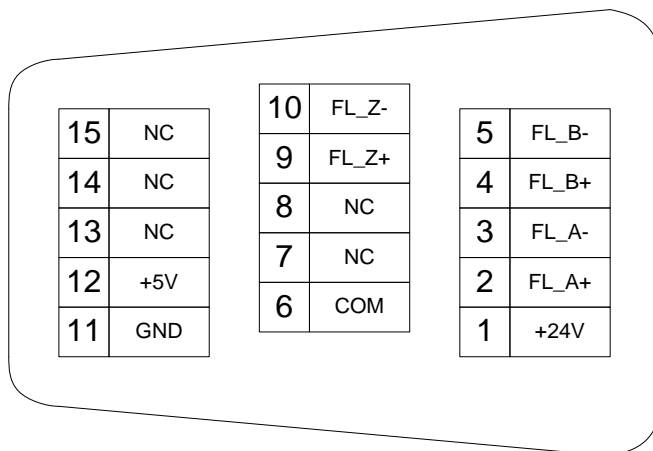 15 NC
14 NC
13 NC
12 +5V
11 GND
10 FL_Z-
9 FL_Z+
8 NC
7 NC
6 COM
5 FL_B-
4 FL_B+
3 FL_A-
2 FL_A+
1 +24V